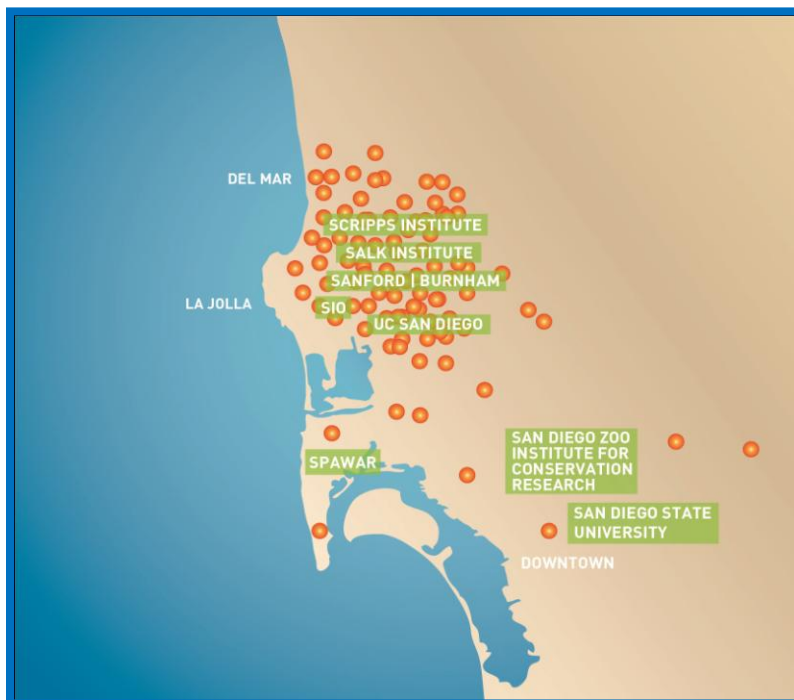 DEL MAR
SCRIPPS INSTITUTE
SALK INSTITUTE
SANFORD | BURNHAM
LA JOLLA
SIO
UC SAN DIEGO
SPAWAR
SAN DIEGO ZOO
INSTITUTE FOR
CONSERVATION
RESEARCH
SAN DIEGO STATE
UNIVERSITY
DOWNTOWN